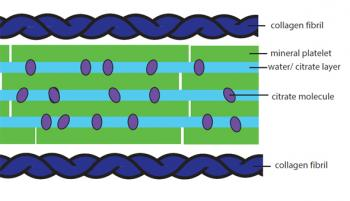 collagen fibril
mineral platelet
water/ citrate layer
citrate molecule
collagen fibril